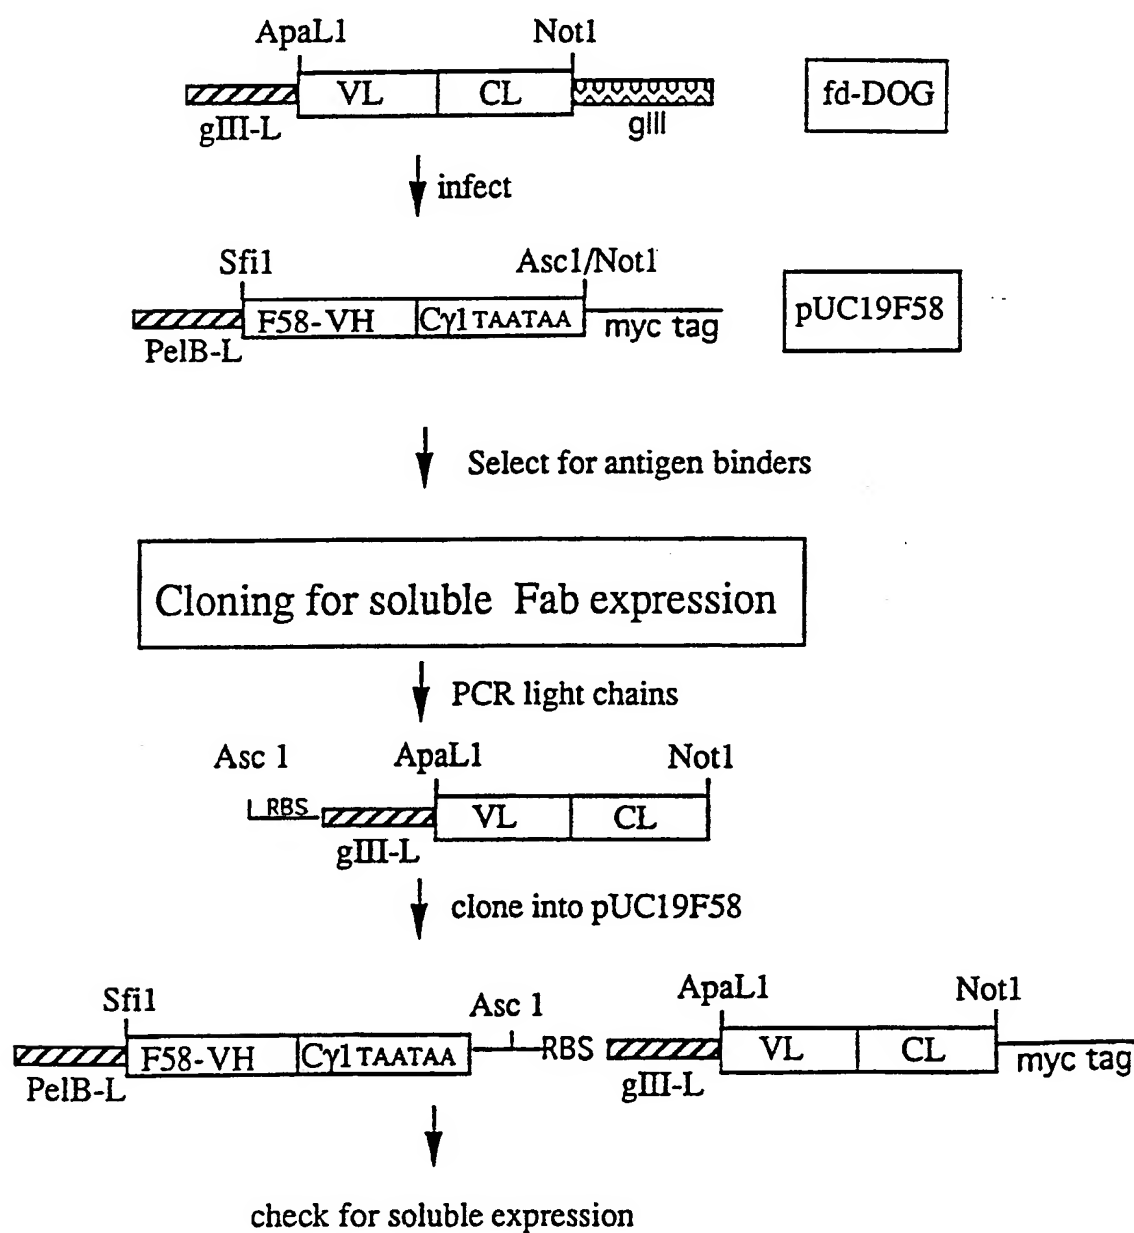 ApaL1 Not1
VL CL
fd-DOG
gIII-L gIII
infect
Sfi1 Asc1/Not1
F58-VH Cγ1 TAATAA
pUC19F58
PelB-L myc tag
Select for antigen binders
Cloning for soluble Fab expression
PCR light chains
Asc 1 ApaL1 Not1
RBS VL CL
gIII-L
clone into pUC19F58
Sfi1 Asc 1 ApaL1 Not1
F58-VH Cγ1 TAATAA RBS VL CL
PelB-L gIII-L myc tag
check for soluble expression